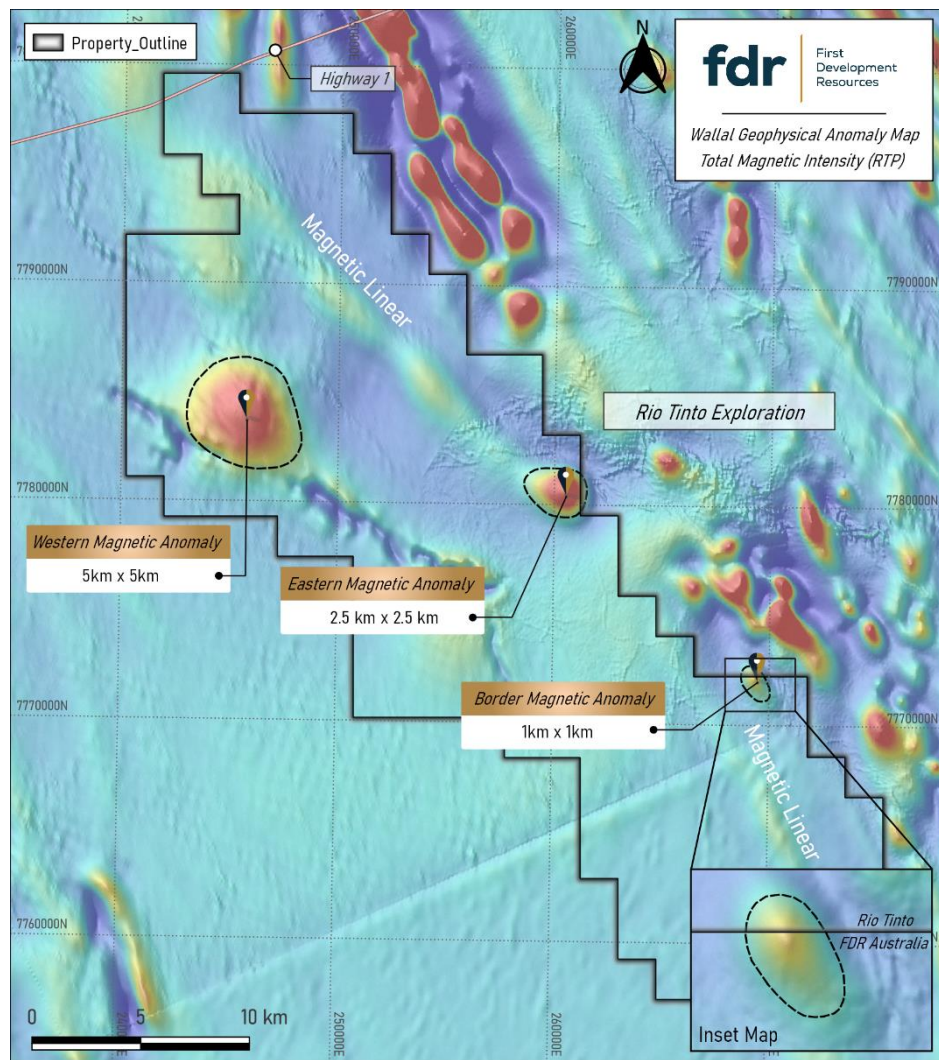 Property_Outline
Highway 1
N
fdr
First
Development
Resources
Wallal Geophysical Anomaly Map
Total Magnetic Intensity (RTP)
Magnetic Linear
7790000N
7790000N
Rio Tinto Exploration
7780000N
7780000N
Western Magnetic Anomaly
5km x 5km
Eastern Magnetic Anomaly
2.5 km x 2.5 km
Border Magnetic Anomaly
1km x 1km
7770000N
7770000N
Magnetic Linear
7760000N
Rio Tinto
FDR Australia
Inset Map
0 5 10 km
240000E
250000E
260000E
260000E